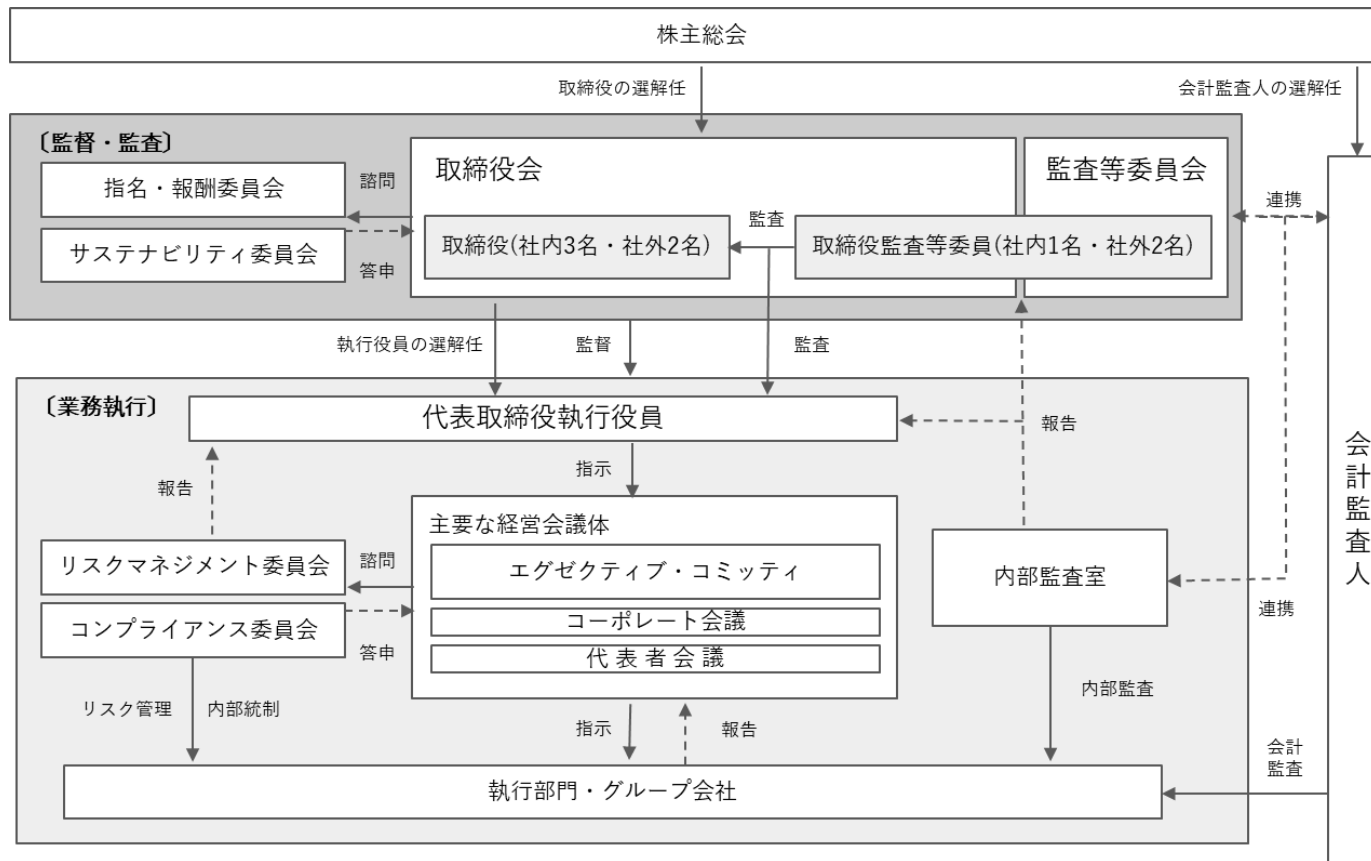 株主総会
取締役の選解任
会計監査人の選解任
〔監督・監査〕
指名・報酬委員会
諮問
サステナビリティ委員会
答申
取締役会
監査等委員会
取締役(社内3名・社外2名)
監査
取締役監査等委員(社内1名・社外2名)
連携
執行役員の選解任
監督
監査
〔業務執行〕
代表取締役執行役員
報告
報告
指示
主要な経営会議体
エグゼクティブ・コミッティ
コーポレート会議
代表者会議
リスクマネジメント委員会
諮問
コンプライアンス委員会
答申
内部監査室
連携
会計監査人
リスク管理
内部統制
指示
報告
内部監査
会計
監査
執行部門・グループ会社